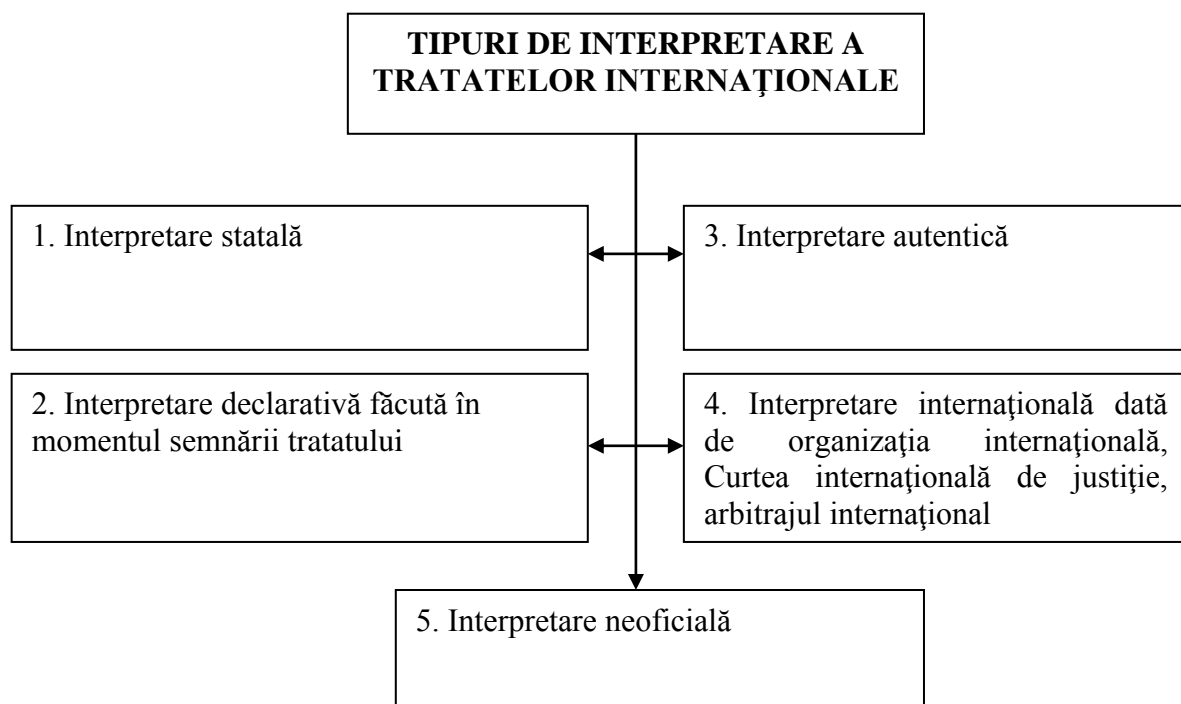 TIPURI DE INTERPRETARE A
TRATATELOR INTERNAŢIONALE
1. Interpretare statală
3. Interpretare autentică
2. Interpretare declarativă făcută în
momentul semnării tratatului
4. Interpretare internaţională dată
de organizaţia internaţională,
Curtea internaţională de justiţie,
arbitrajul internaţional
5. Interpretare neoficială